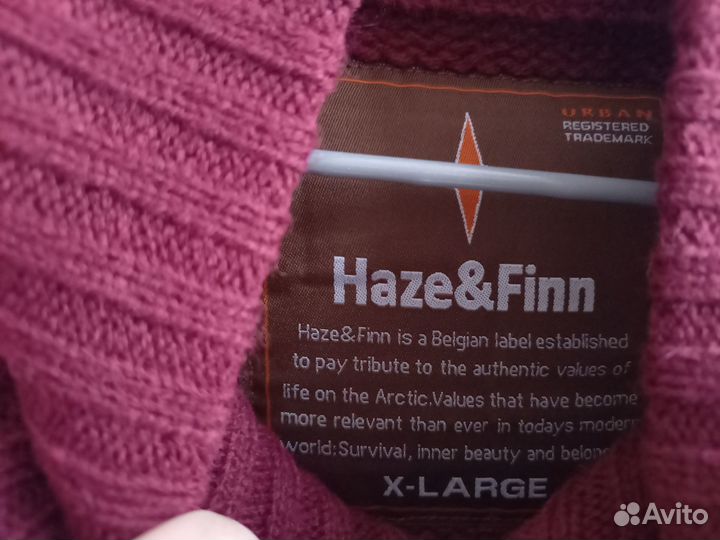 URBAN
REGISTERED
TRADEMARK
Haze&Finn
Haze&Finn is a Belgian label established
to pay tribute to the authentic values of
life on the Arctic.Values that have become
more relevant than ever in todays modern
world:Survival, inner beauty and
X-LARGE
Avito